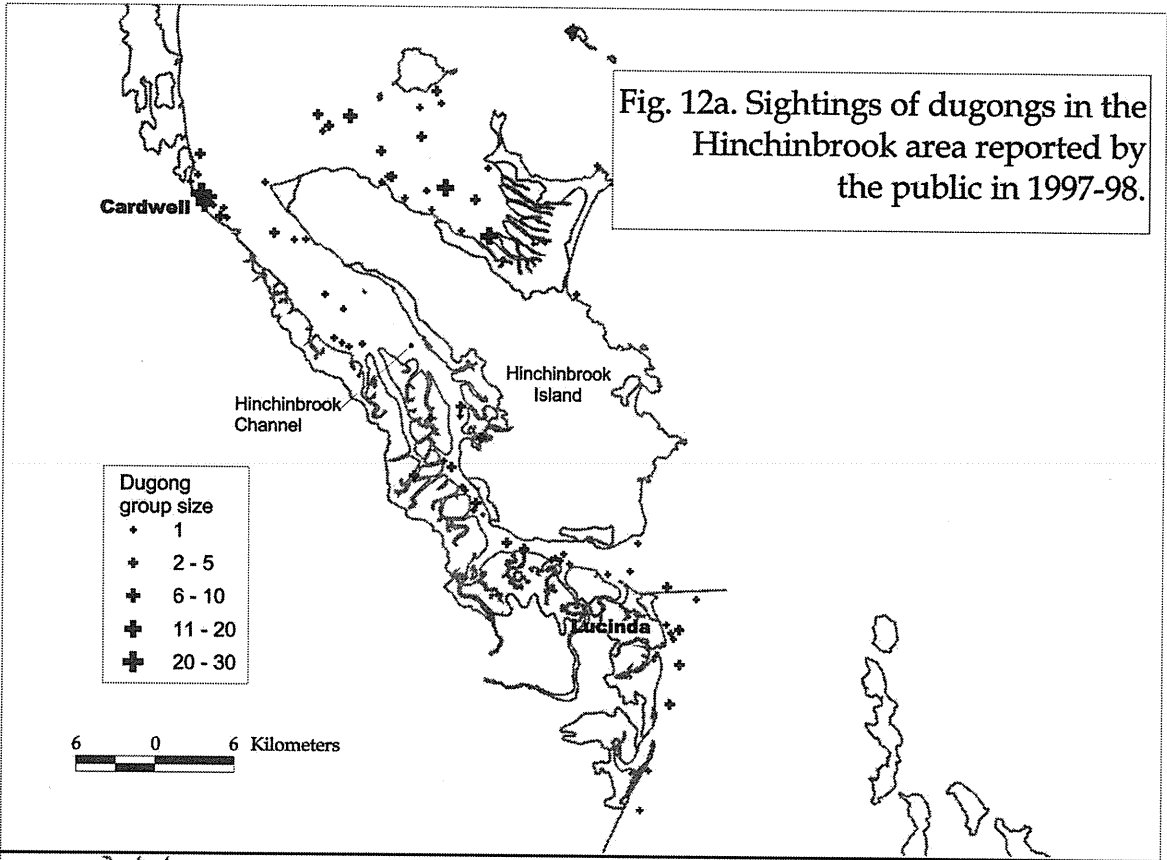 Fig. 12a. Sightings of dugongs in the
Hinchinbrook area reported by
the public in 1997-98.
Cardwell
Hinchinbrook
Island
Hinchinbrook
Channel
Dugong
group size
1
2 - 5
6 - 10
11 - 20
20 - 30
Lucinda
6 0 6 Kilometers